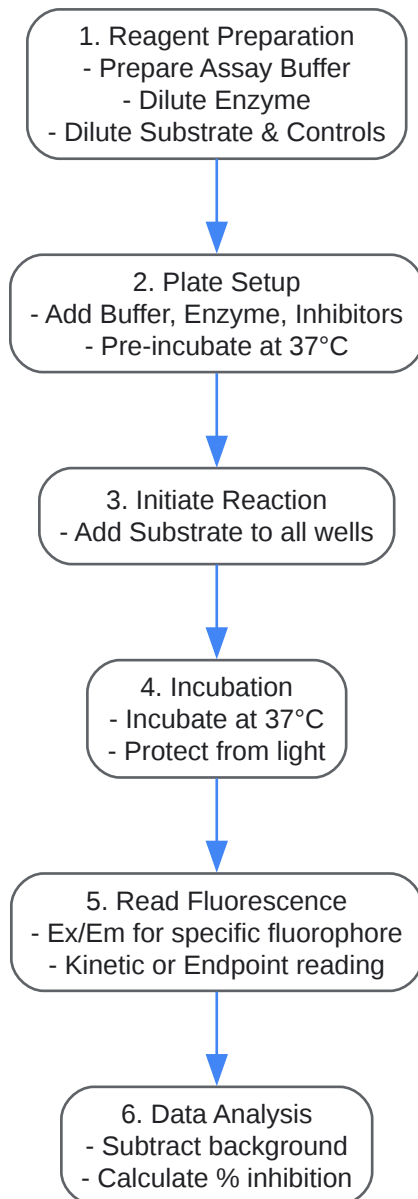 1. Reagent Preparation
- Prepare Assay Buffer
- Dilute Enzyme
- Dilute Substrate & Controls
2. Plate Setup
- Add Buffer, Enzyme, Inhibitors
- Pre-incubate at 37°C
3. Initiate Reaction
- Add Substrate to all wells
4. Incubation
- Incubate at 37°C
- Protect from light
5. Read Fluorescence
- Ex/Em for specific fluorophore
- Kinetic or Endpoint reading
6. Data Analysis
- Subtract background
- Calculate % inhibition